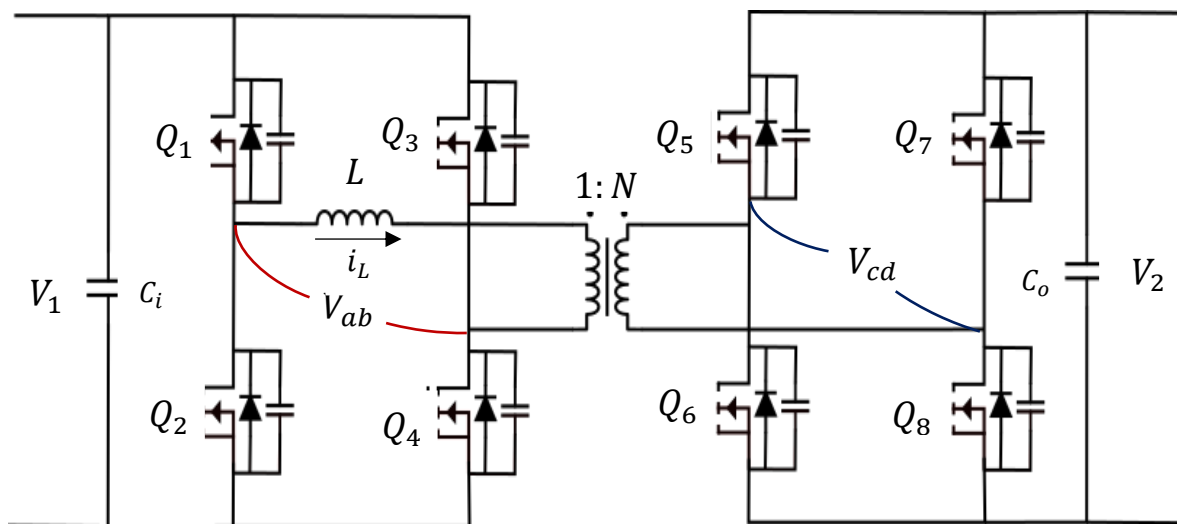 Q₁
Q₃
Q₅
Q₇
L
1: N
i_L
V₁
C_i
V_ab
V_cd
C_o
V₂
Q₂
Q₄
Q₆
Q₈